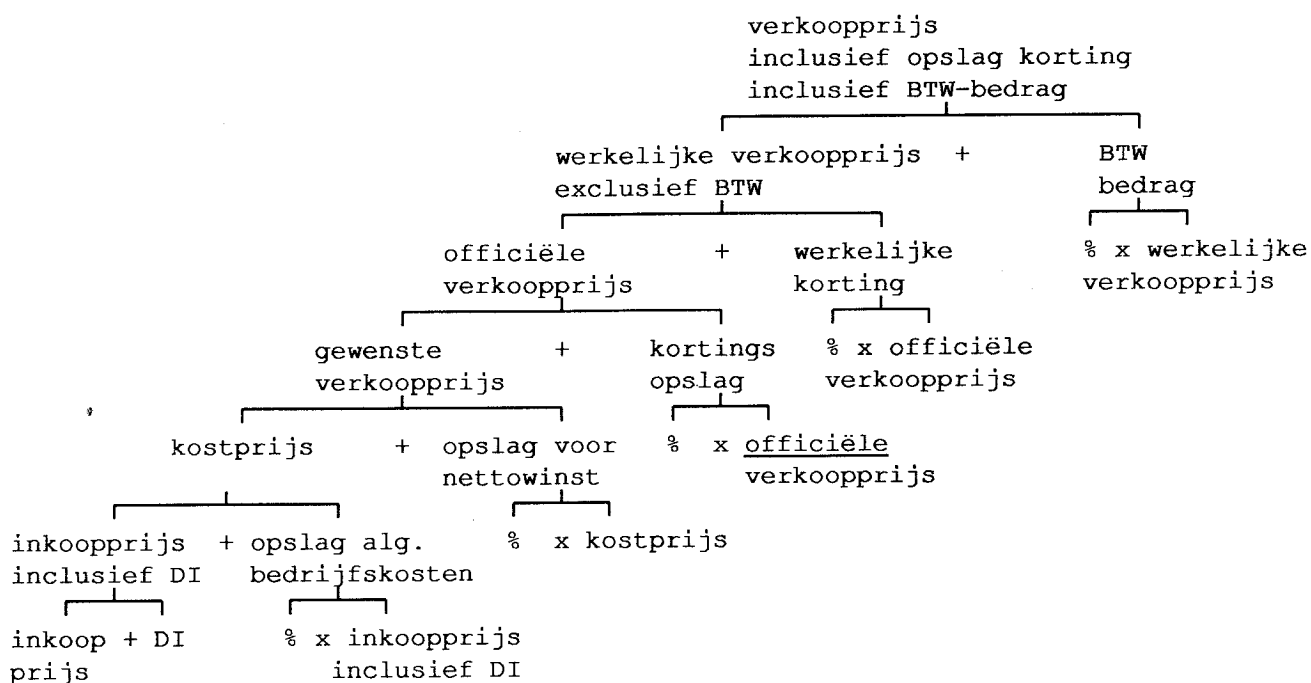 verkoopprijs
inclusief opslag korting
inclusief BTW-bedrag
werkelijke verkoopprijs + BTW
exclusief BTW bedrag
officiële + werkelijke % x werkelijke
verkoopprijs korting verkoopprijs
gewenste + kortings % x officiële
verkoopprijs opslag verkoopprijs
kostprijs + opslag voor % x officiële
nettowinst verkoopprijs
inkoopprijs + opslag alg. % x kostprijs
inclusief DI bedrijfskosten
inkoop + DI % x inkoopprijs
prijs inclusief DI